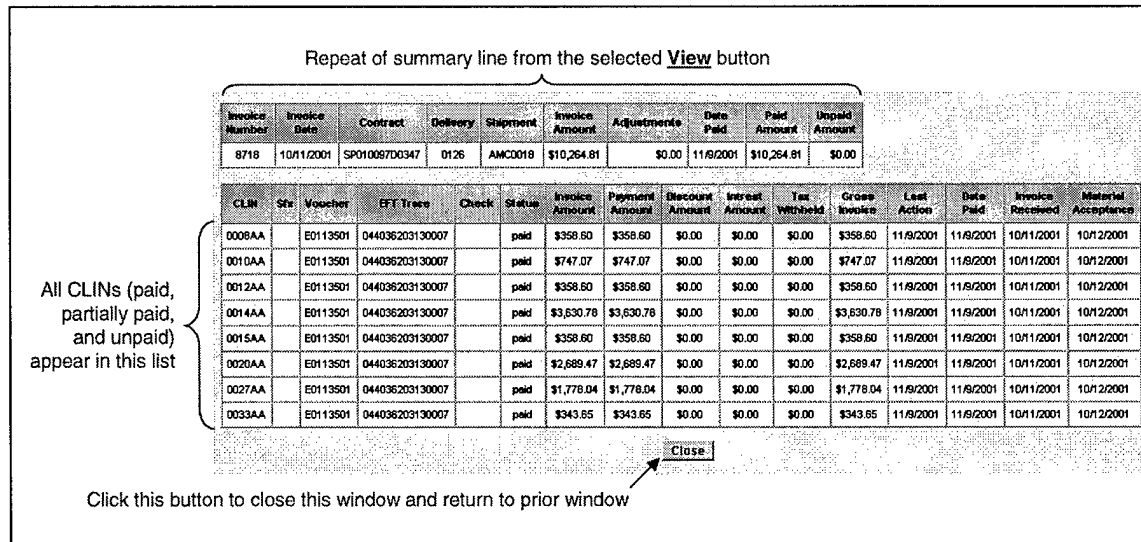 Repeat of summary line from the selected View button
Invoice Number Invoice Date Contract Delivery Shipment Invoice Amount Adjustments Date Paid Paid Amount Unpaid Amount
8718 10/11/2001 SP010097D0347 0126 AMC0018 $10,264.81 $0.00 11/9/2001 $10,264.81 $0.00
CLIN Sfx Voucher EFT Trace Check Status Invoice Amount Payment Amount Discount Amount Intrest Amount Tax Withheld Gross Invoice Last Action Date Paid Invoice Received Material Acceptance
0008AA E0113501 044036203130007 paid $358.60 $358.60 $0.00 $0.00 $0.00 $358.60 11/9/2001 11/9/2001 10/11/2001 10/12/2001
0010AA E0113501 044036203130007 paid $747.07 $747.07 $0.00 $0.00 $0.00 $747.07 11/9/2001 11/9/2001 10/11/2001 10/12/2001
0012AA E0113501 044036203130007 paid $358.60 $358.60 $0.00 $0.00 $0.00 $358.60 11/9/2001 11/9/2001 10/11/2001 10/12/2001
0014AA E0113501 044036203130007 paid $3,630.78 $3,630.78 $0.00 $0.00 $0.00 $3,630.78 11/9/2001 11/9/2001 10/11/2001 10/12/2001
0015AA E0113501 044036203130007 paid $358.60 $358.60 $0.00 $0.00 $0.00 $358.60 11/9/2001 11/9/2001 10/11/2001 10/12/2001
0020AA E0113501 044036203130007 paid $2,689.47 $2,689.47 $0.00 $0.00 $0.00 $2,689.47 11/9/2001 11/9/2001 10/11/2001 10/12/2001
0027AA E0113501 044036203130007 paid $1,778.04 $1,778.04 $0.00 $0.00 $0.00 $1,778.04 11/9/2001 11/9/2001 10/11/2001 10/12/2001
0033AA E0113501 044036203130007 paid $343.65 $343.65 $0.00 $0.00 $0.00 $343.65 11/9/2001 11/9/2001 10/11/2001 10/12/2001
All CLINs (paid,
partially paid,
and unpaid)
appear in this list
Close
Click this button to close this window and return to prior window